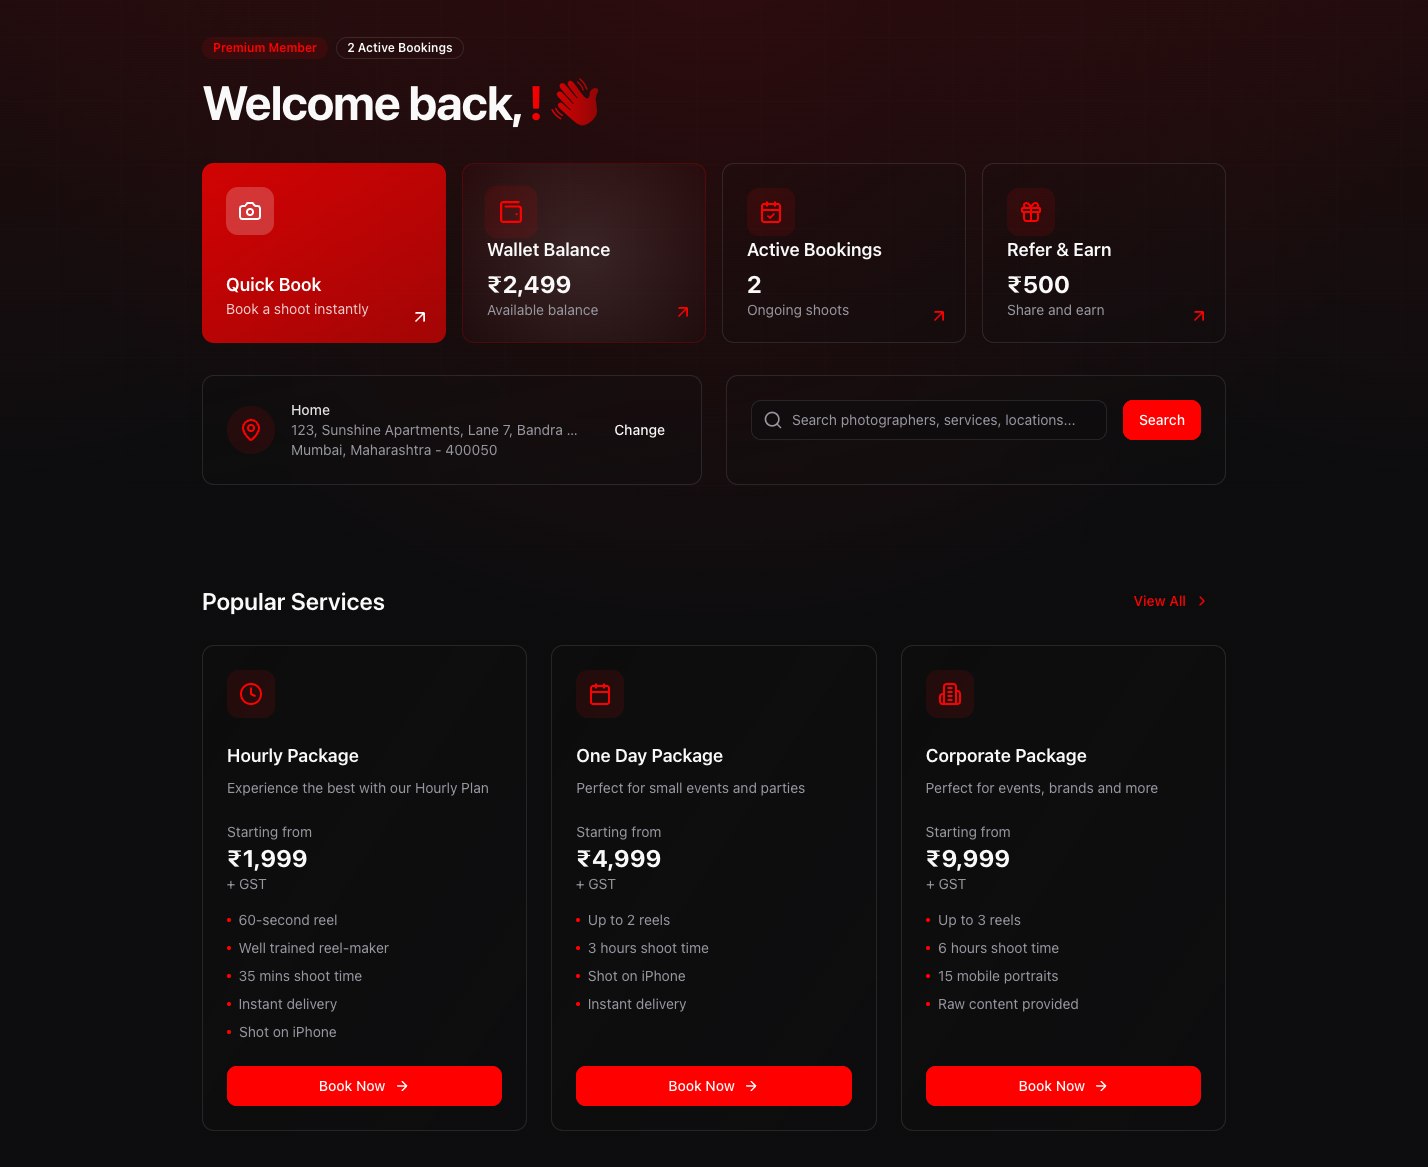 Premium Member
2 Active Bookings
Welcome back, ! 👋
Quick Book
Book a shoot instantly
Wallet Balance
₹2,499
Available balance
Active Bookings
2
Ongoing shoots
Refer & Earn
₹500
Share and earn
Home
123, Sunshine Apartments, Lane 7, Bandra ...
Mumbai, Maharashtra - 400050
Change
Search photographers, services, locations...
Search
Popular Services
View All
Hourly Package
Experience the best with our Hourly Plan
Starting from
₹1,999
+ GST
• 60-second reel
• Well trained reel-maker
• 35 mins shoot time
• Instant delivery
• Shot on iPhone
Book Now
One Day Package
Perfect for small events and parties
Starting from
₹4,999
+ GST
• Up to 2 reels
• 3 hours shoot time
• Shot on iPhone
• Instant delivery
Book Now
Corporate Package
Perfect for events, brands and more
Starting from
₹9,999
+ GST
• Up to 3 reels
• 6 hours shoot time
• 15 mobile portraits
• Raw content provided
Book Now